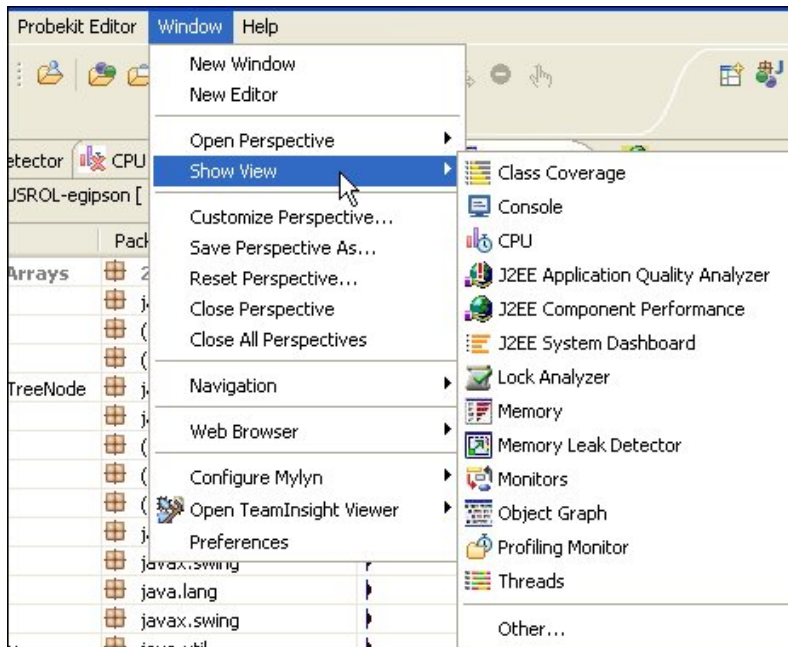 Probekit Editor Window Help
New Window
New Editor
Open Perspective
Show View
Customize Perspective...
Save Perspective As...
Reset Perspective...
Close Perspective
Close All Perspectives
Navigation
Web Browser
Configure Mylyn
Open TeamInsight Viewer
Preferences
Class Coverage
Console
CPU
J2EE Application Quality Analyzer
J2EE Component Performance
J2EE System Dashboard
Lock Analyzer
Memory
Memory Leak Detector
Monitors
Object Graph
Profiling Monitor
Threads
Other...
etector CPU
USROL-egipson [
Pack
Arrays 2
j
(
(
TreeNode j
j
(
(
(
j
javax.swing
java.lang
javax.swing
java.util